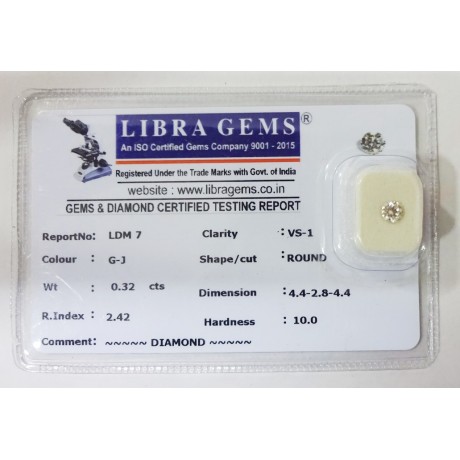 LIBRA GEMS ®
An ISO Certified Gems Company 9001 - 2015
Registered Under the Trade Marks with Govt. of India
website : www.libragems.co.in
GEMS & DIAMOND CERTIFIED TESTING REPORT
ReportNo: LDM 7 Clarity : VS-1
Colour : G-J Shape/cut : ROUND
Wt : 0.32 cts Dimension : 4.4-2.8-4.4
R.Index : 2.42 Hardness : 10.0
Comment: ~~~~~ DIAMOND ~~~~~